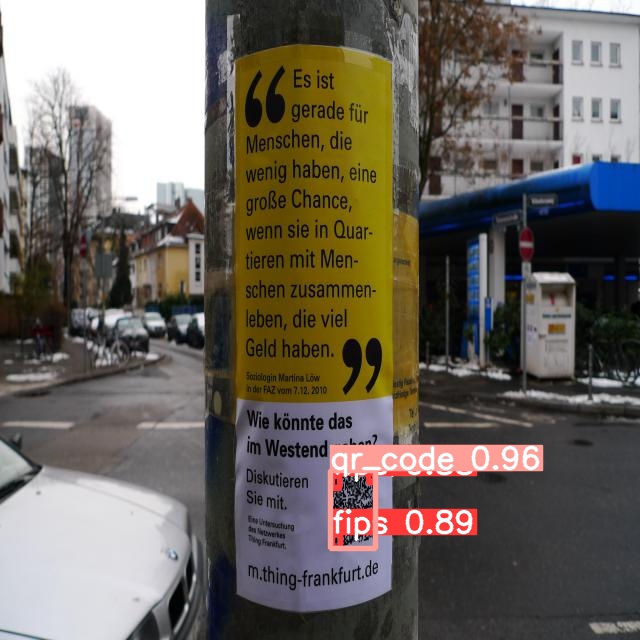 Es ist
gerade für
Menschen, die
wenig haben, eine
große Chance,
wenn sie in Quar-
tieren mit Men-
schen zusammen-
leben, die viel
Geld haben.
Soziologin Martina Löw
in der FAZ vom 7.12. 2010
Wie könnte das
im Westend
Diskutieren
Sie mit.
Eine Untersuchung
des Netzwerkes
Thing Frankfurt.
m.thing-frankfurt.de
qr_code 0.96
fips 0.89